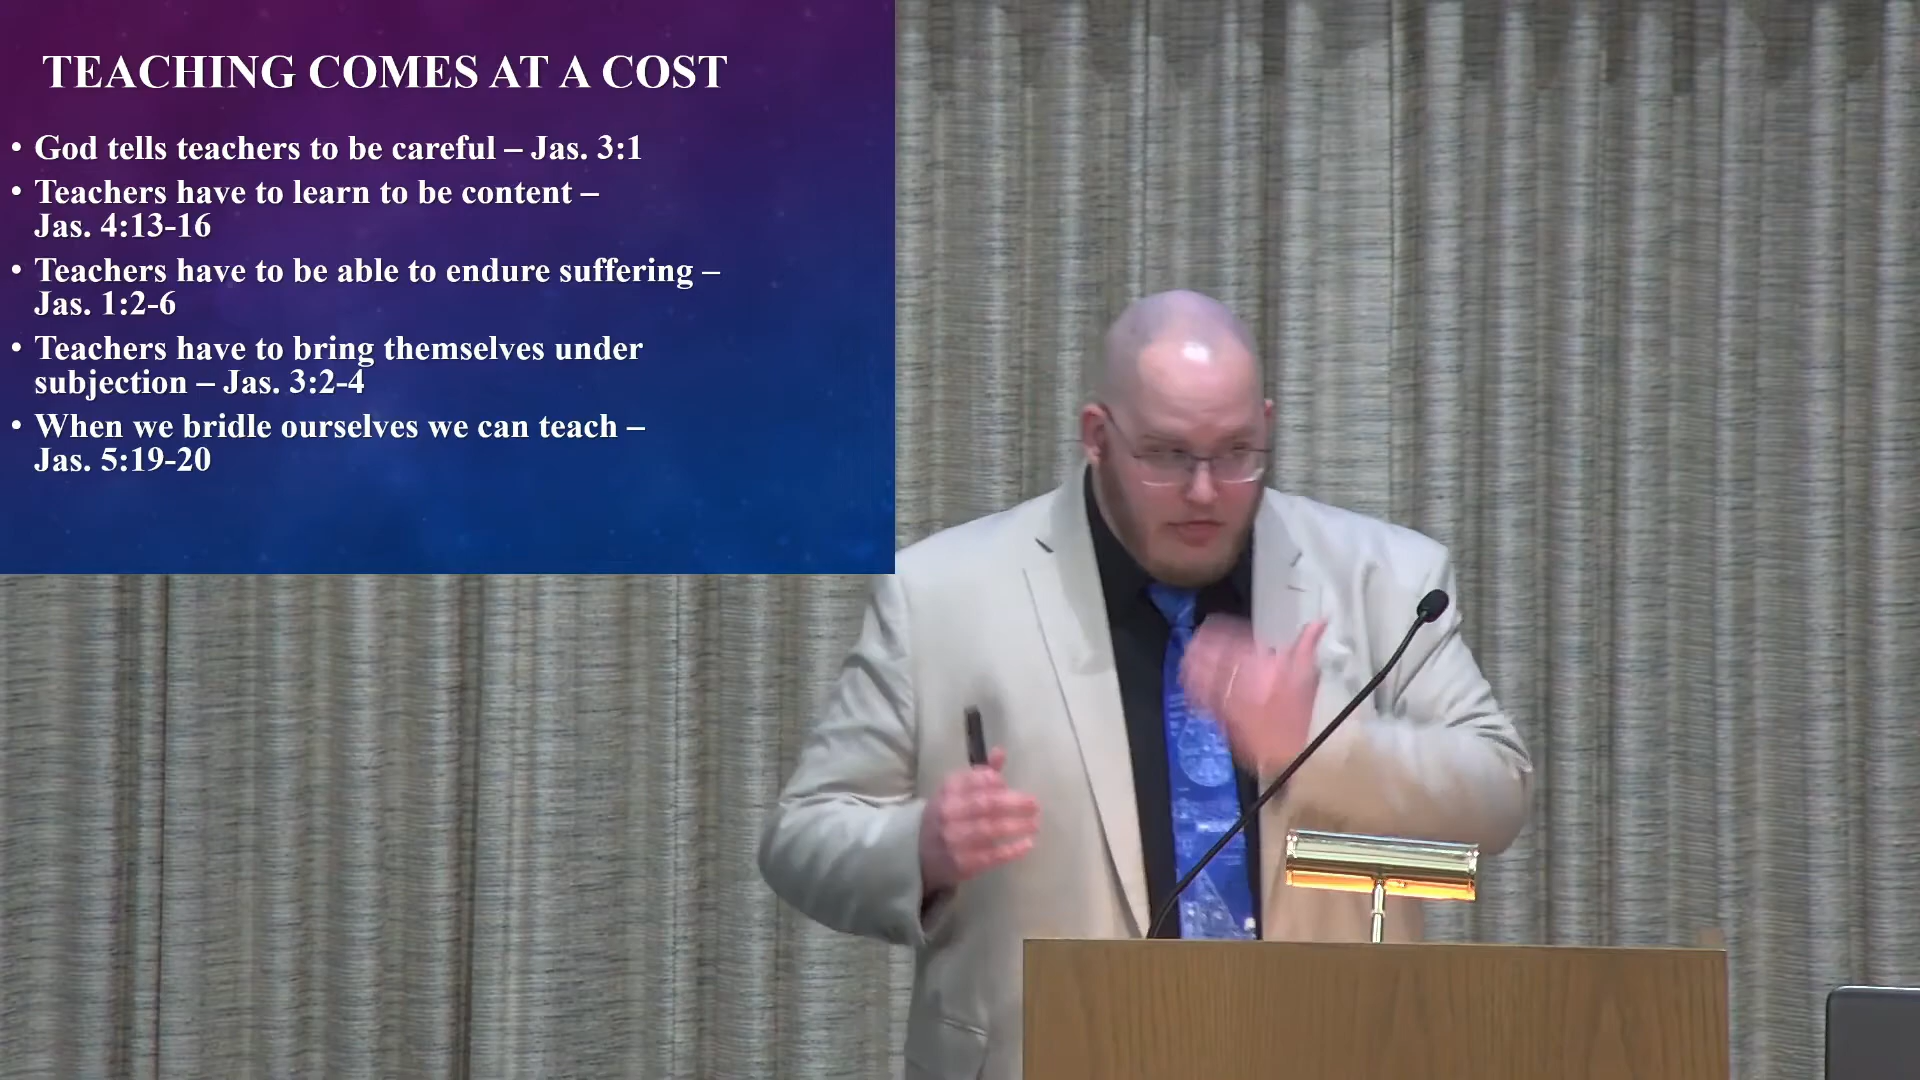 TEACHING COMES AT A COST
• God tells teachers to be careful – Jas. 3:1
• Teachers have to learn to be content –
Jas. 4:13-16
• Teachers have to be able to endure suffering –
Jas. 1:2-6
• Teachers have to bring themselves under
subjection – Jas. 3:2-4
• When we bridle ourselves we can teach –
Jas. 5:19-20